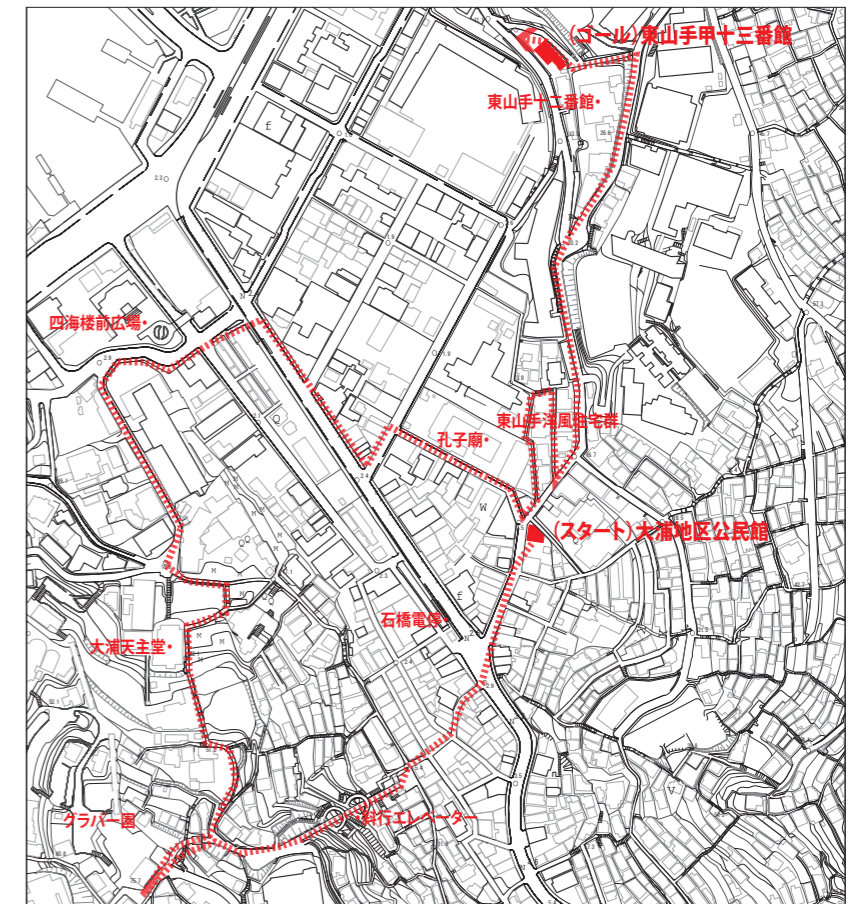 (ゴール)東山手甲十三番館
東山手十二番館・
四海楼前広場・
東山手洋風住宅群
孔子廟・
(スタート)大浦地区公民館
石橋電停・
大浦天主堂・
グラバー園
・斜行エレベーター